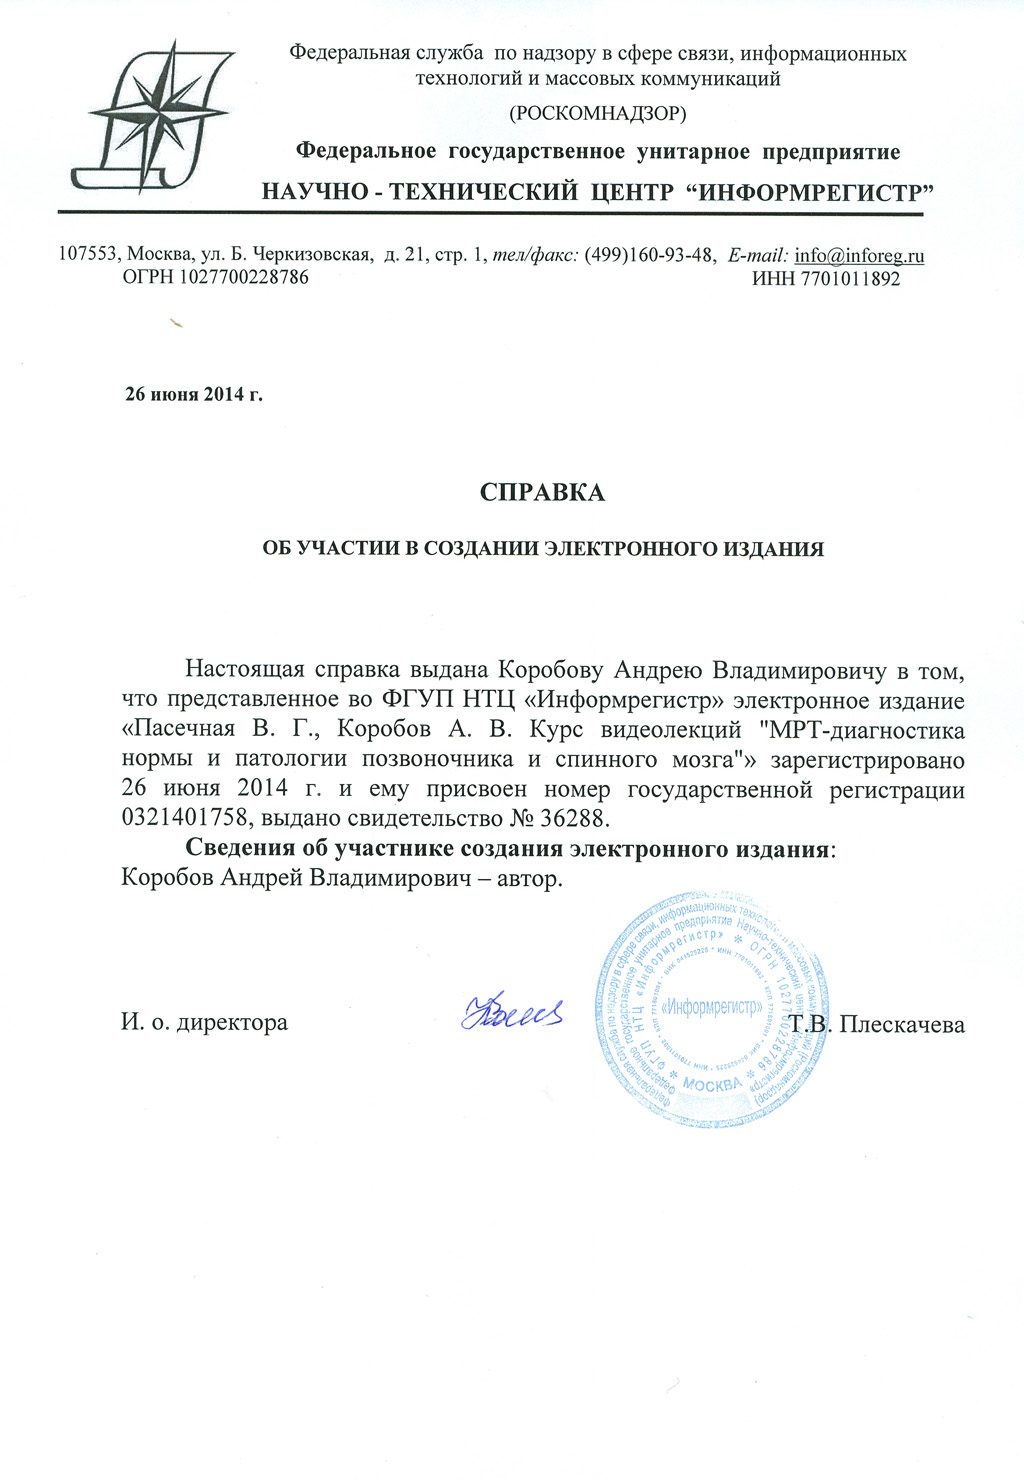 Федеральная служба по надзору в сфере связи, информационных
технологий и массовых коммуникаций
(РОСКОМНАДЗОР)
Федеральное государственное унитарное предприятие
НАУЧНО - ТЕХНИЧЕСКИЙ ЦЕНТР “ИНФОРМРЕГИСТР”
107553, Москва, ул. Б. Черкизовская, д. 21, стр. 1, тел/факс: (499)160-93-48, E-mail: info@inforeg.ru
ОГРН 1027700228786 ИНН 7701011892
26 июня 2014 г.
СПРАВКА
ОБ УЧАСТИИ В СОЗДАНИИ ЭЛЕКТРОННОГО ИЗДАНИЯ
Настоящая справка выдана Коробову Андрею Владимировичу в том,
что представленное во ФГУП НТЦ «Информрегистр» электронное издание
«Пасечная В. Г., Коробов А. В. Курс видеолекций "МРТ-диагностика
нормы и патологии позвоночника и спинного мозга"» зарегистрировано
26 июня 2014 г. и ему присвоен номер государственной регистрации
0321401758, выдано свидетельство № 36288.
Сведения об участнике создания электронного издания:
Коробов Андрей Владимирович – автор.
И. о. директора
Т.В. Плескачева
«Информрегистр»
ФГУП НТЦ «Информрегистр» * ОГРН 1027700228786 *
* МОСКВА *